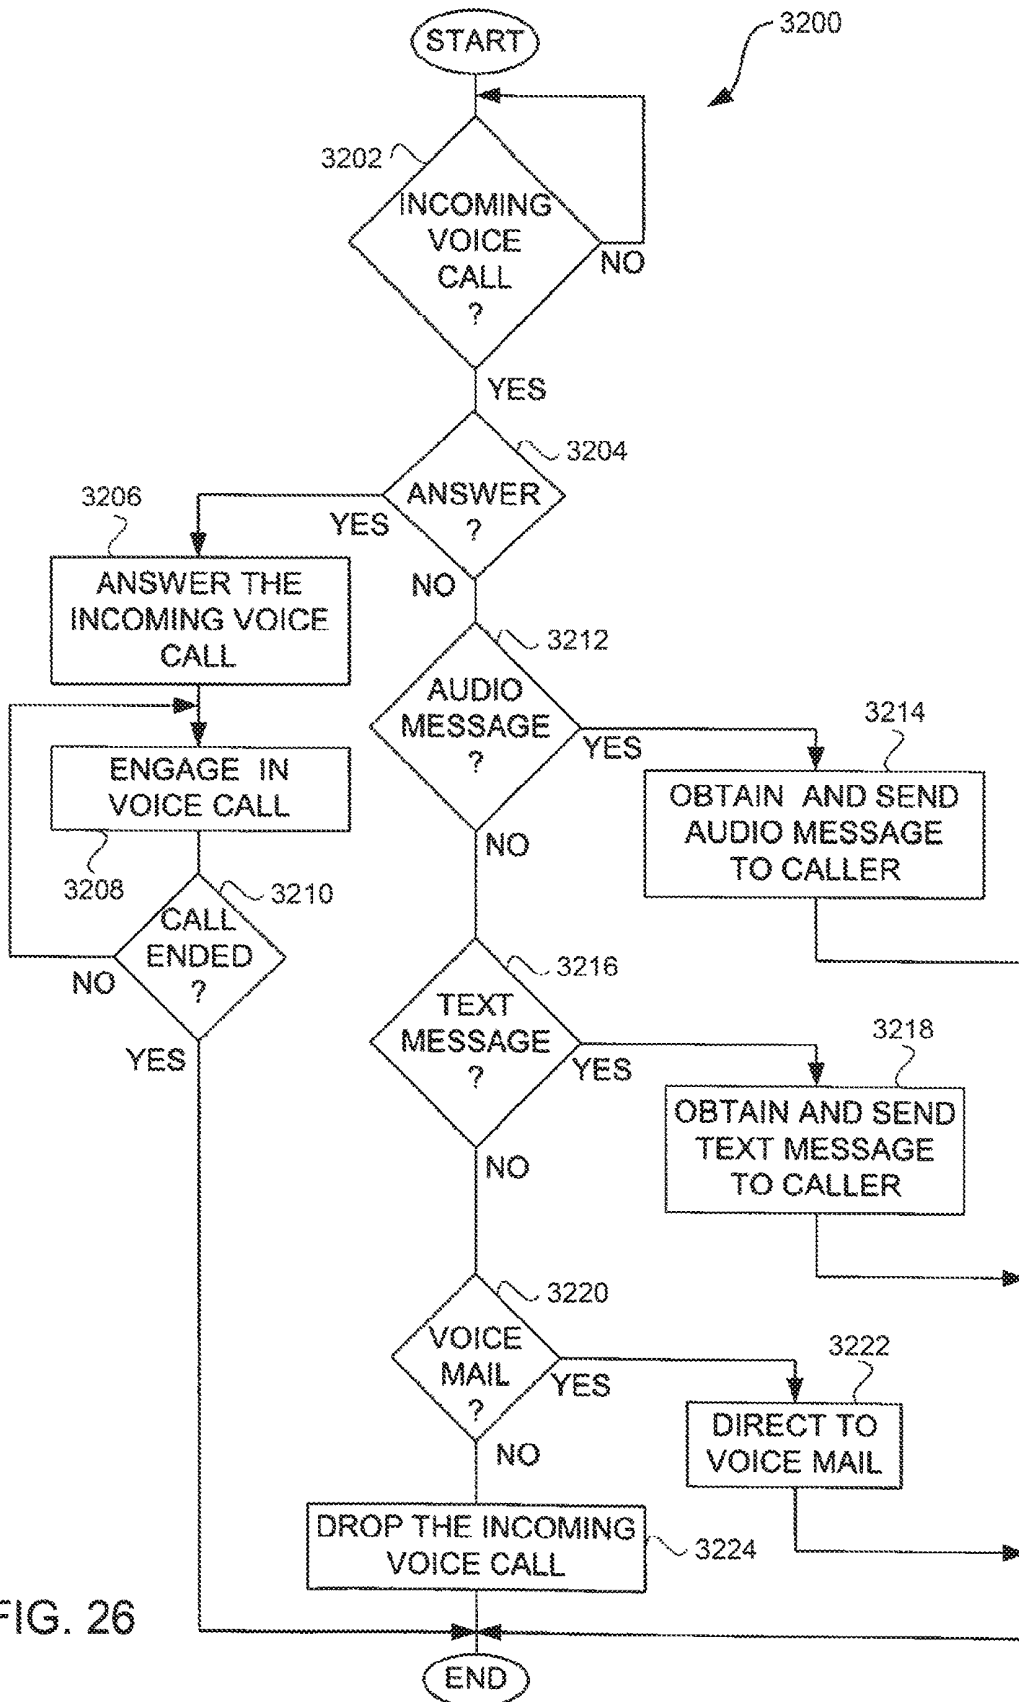 START
3200
3202
INCOMING
VOICE
CALL
?
NO
YES
3204
ANSWER
?
YES
NO
3206
ANSWER THE
INCOMING VOICE
CALL
ENGAGE IN
VOICE CALL
3208
3210
CALL
ENDED
?
NO
YES
3212
AUDIO
MESSAGE
?
YES
NO
3214
OBTAIN AND SEND
AUDIO MESSAGE
TO CALLER
3216
TEXT
MESSAGE
?
YES
NO
3218
OBTAIN AND SEND
TEXT MESSAGE
TO CALLER
3220
VOICE
MAIL
?
YES
NO
3222
DIRECT TO
VOICE MAIL
DROP THE INCOMING
VOICE CALL
3224
FIG. 26
END